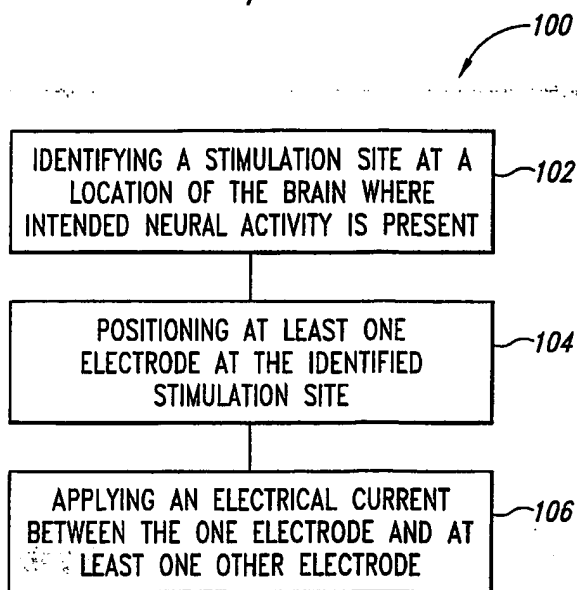 100
IDENTIFYING A STIMULATION SITE AT A
LOCATION OF THE BRAIN WHERE
INTENDED NEURAL ACTIVITY IS PRESENT
102
POSITIONING AT LEAST ONE
ELECTRODE AT THE IDENTIFIED
STIMULATION SITE
104
APPLYING AN ELECTRICAL CURRENT
BETWEEN THE ONE ELECTRODE AND AT
LEAST ONE OTHER ELECTRODE
106